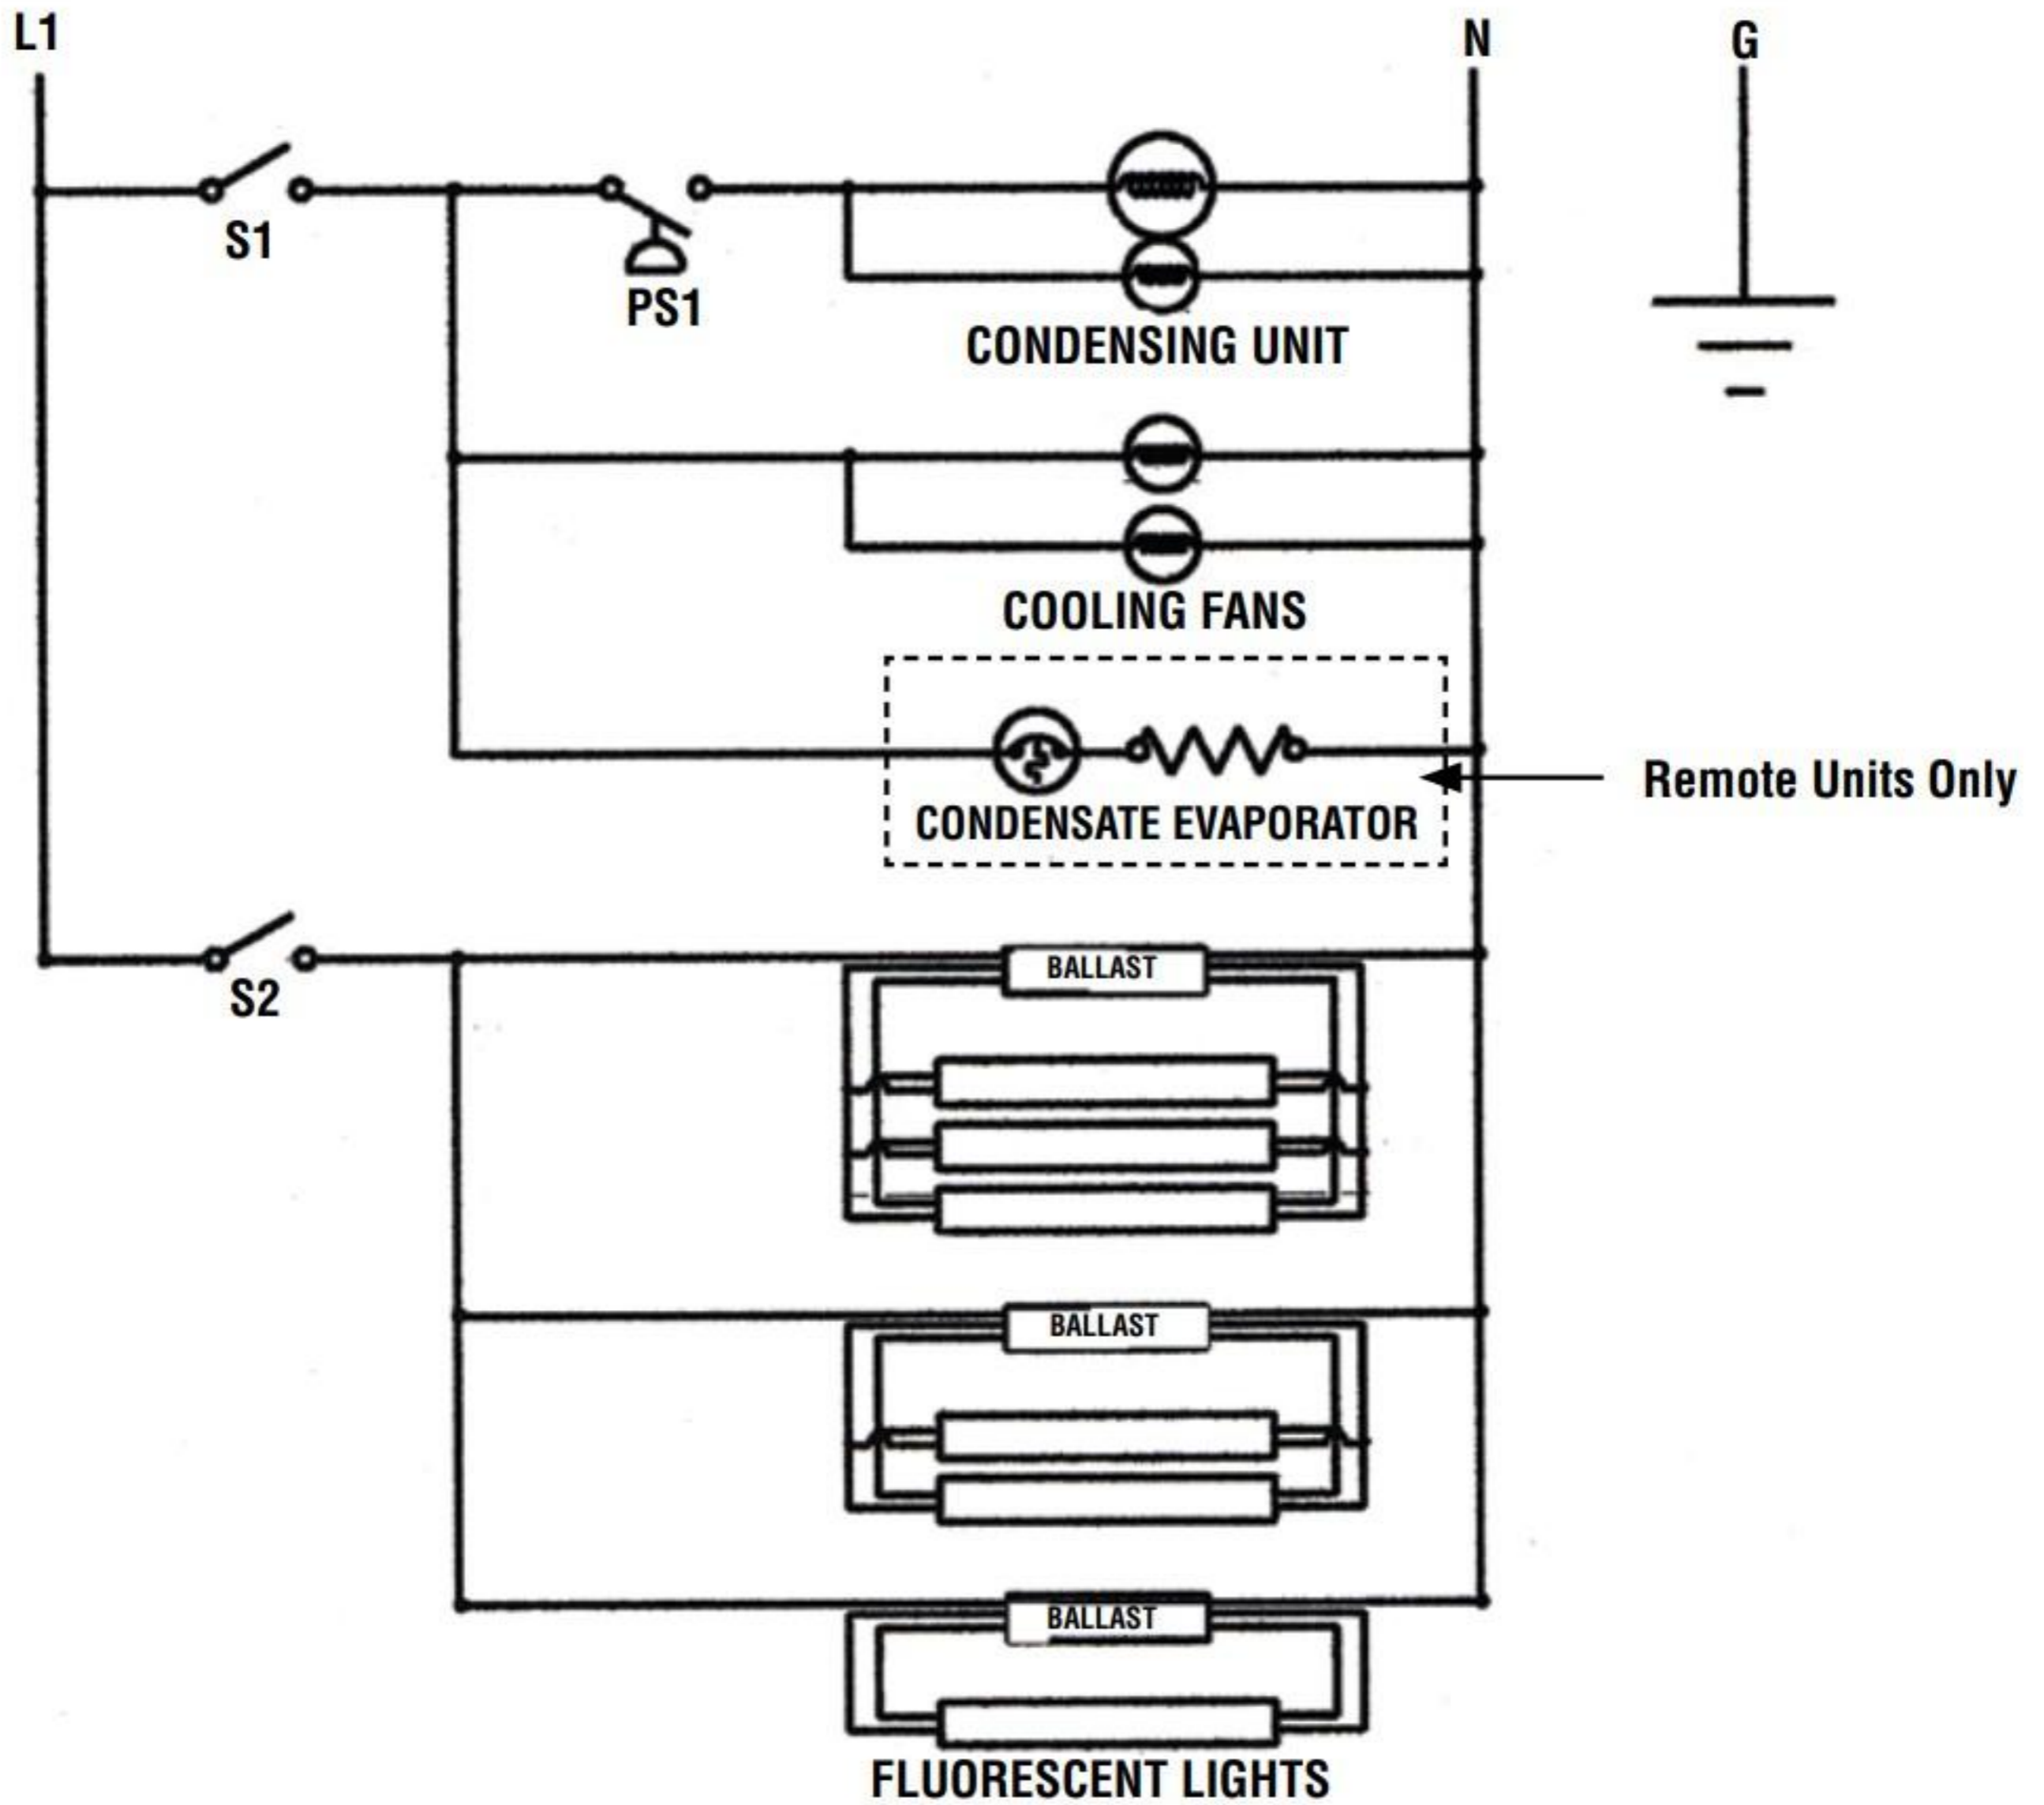 L1
N
G
S1
PS1
CONDENSING UNIT
COOLING FANS
CONDENSATE EVAPORATOR
Remote Units Only
S2
BALLAST
BALLAST
BALLAST
FLUORESCENT LIGHTS